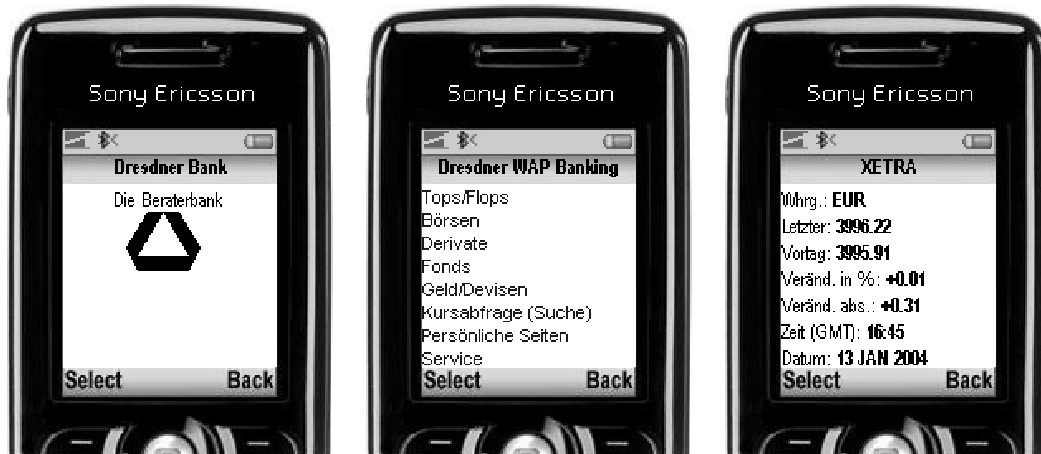 Sony Ericsson
Dresdner Bank
Die Beraterbank
Select Back
Sony Ericsson
Dresdner WAP Banking
Tops/Flops
Börsen
Derivate
Fonds
Geld/Devisen
Kursabfrage (Suche)
Persönliche Seiten
Service
Select Back
Sony Ericsson
XETRA
Whrg.: EUR
Letzter: 3996.22
Vortag: 3995.91
Veränd. in %: +0.01
Veränd. abs.: +0.31
Zeit (GMT): 16:45
Datum: 13 JAN 2004
Select Back